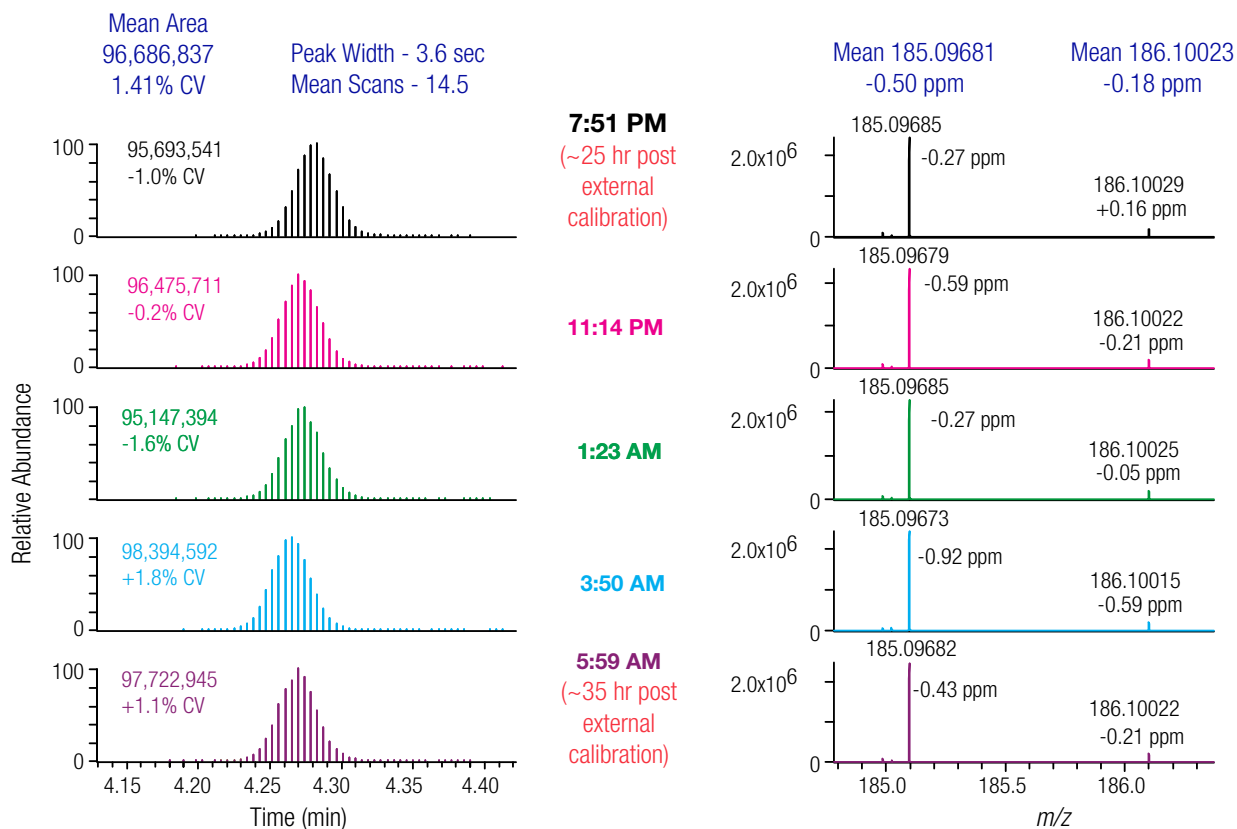 Mean Area
96,686,837
1.41% CV
Peak Width - 3.6 sec
Mean Scans - 14.5
Mean 185.09681
-0.50 ppm
Mean 186.10023
-0.18 ppm
Relative Abundance
100
0
95,693,541
-1.0% CV
7:51 PM
(~25 hr post
external
calibration)
2.0x10⁶
0
185.09685
-0.27 ppm
186.10029
+0.16 ppm
100
0
96,475,711
-0.2% CV
11:14 PM
2.0x10⁶
0
185.09679
-0.59 ppm
186.10022
-0.21 ppm
100
0
95,147,394
-1.6% CV
1:23 AM
2.0x10⁶
0
185.09685
-0.27 ppm
186.10025
-0.05 ppm
100
0
98,394,592
+1.8% CV
3:50 AM
2.0x10⁶
0
185.09673
-0.92 ppm
186.10015
-0.59 ppm
100
0
97,722,945
+1.1% CV
5:59 AM
(~35 hr post
external
calibration)
2.0x10⁶
0
185.09682
-0.43 ppm
186.10022
-0.21 ppm
4.15 4.20 4.25 4.30 4.35 4.40
Time (min)
185.0 185.5 186.0
m/z